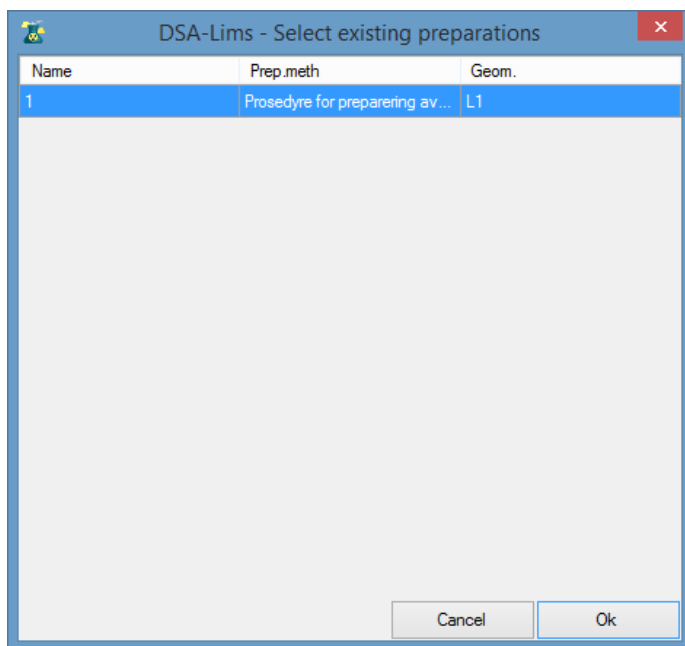 DSA-Lims - Select existing preparations
Name Prep.meth Geom.
1 Prosedyre for preparering av... L1
Cancel Ok